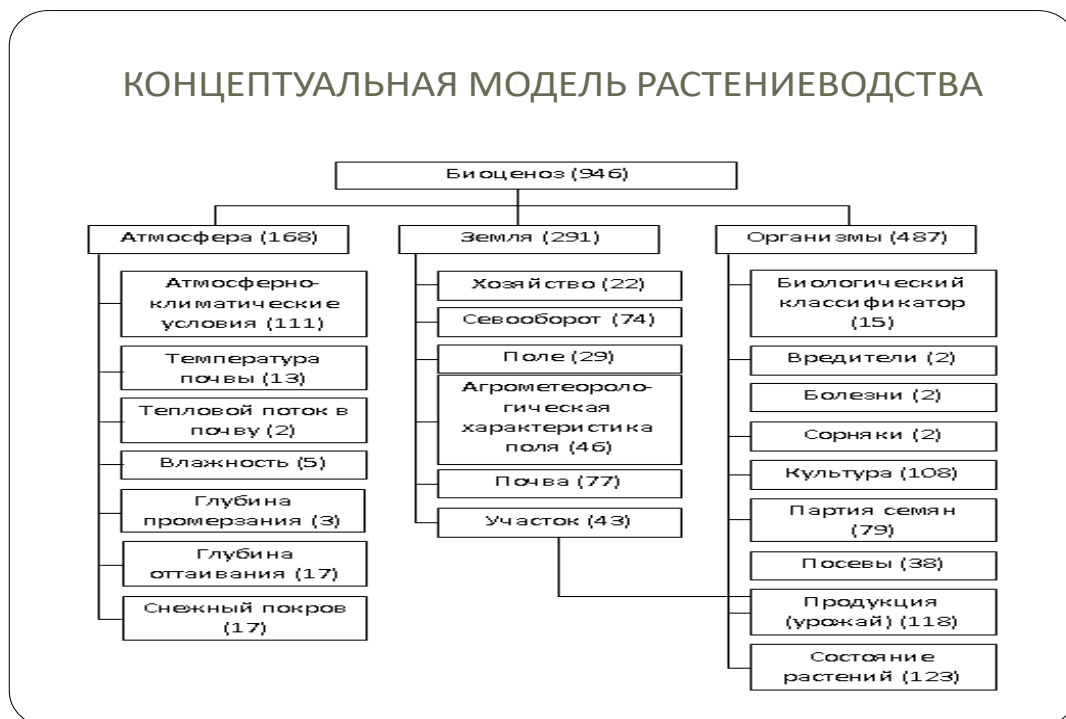 КОНЦЕПТУАЛЬНАЯ МОДЕЛЬ РАСТЕНИЕВОДСТВА
Биоценоз (946)
Атмосфера (168)
Атмосферно-
климатические
условия (111)
Температура
почвы (13)
Тепловой поток в
почву (2)
Влажность (5)
Глубина
промерзания (3)
Глубина
оттаивания (17)
Снежный покров
(17)
Земля (291)
Хозяйство (22)
Севооборот (74)
Поле (29)
Агрометеороло-
гическая
характеристика
поля (46)
Почва (77)
Участок (43)
Организмы (487)
Биологический
классификатор
(15)
Вредители (2)
Болезни (2)
Сорняки (2)
Культура (108)
Партия семян
(79)
Посевы (38)
Продукция
(урожай) (118)
Состояние
растений (123)